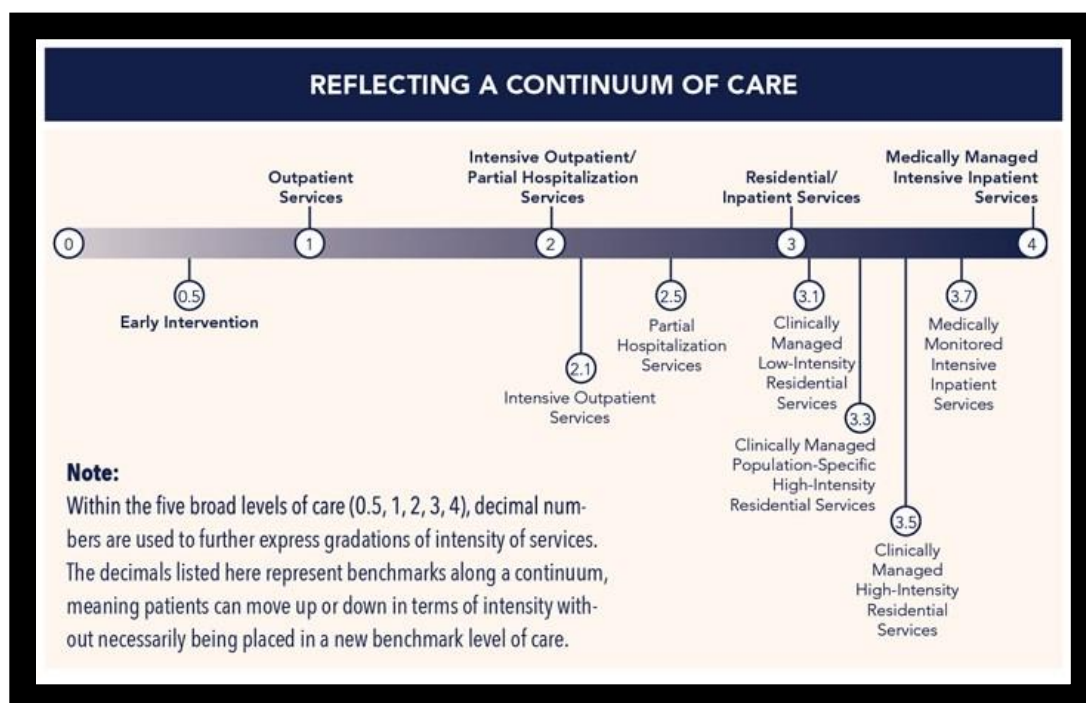 REFLECTING A CONTINUUM OF CARE
Outpatient
Services
Intensive Outpatient/
Partial Hospitalization
Services
Residential/
Inpatient Services
Medically Managed
Intensive Inpatient
Services
0
1
2
3
4
0.5
Early Intervention
2.1
Intensive Outpatient
Services
2.5
Partial
Hospitalization
Services
3.1
Clinically
Managed
Low-Intensity
Residential
Services
3.3
Clinically Managed
Population-Specific
High-Intensity
Residential Services
3.5
Clinically
Managed
High-Intensity
Residential
Services
3.7
Medically
Monitored
Intensive
Inpatient
Services
Note:
Within the five broad levels of care (0.5, 1, 2, 3, 4), decimal num-
bers are used to further express gradations of intensity of services.
The decimals listed here represent benchmarks along a continuum,
meaning patients can move up or down in terms of intensity with-
out necessarily being placed in a new benchmark level of care.